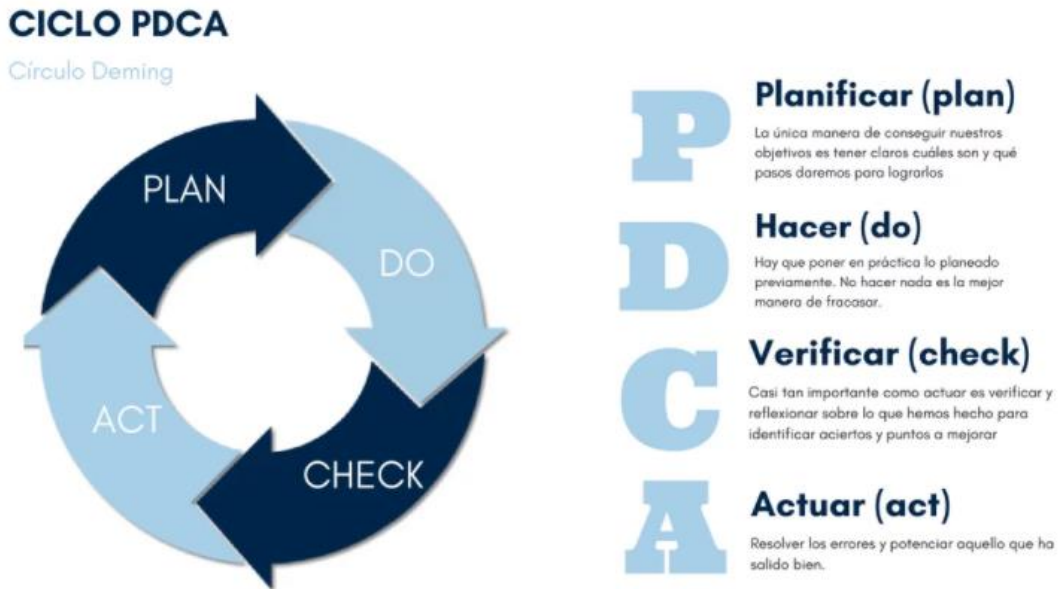 CICLO PDCA
Círculo Deming
PLAN
DO
CHECK
ACT
P
Planificar (plan)
La única manera de conseguir nuestros
objetivos es tener claros cuáles son y qué
pasos daremos para lograrlos
D
Hacer (do)
Hay que poner en práctica lo planeado
previamente. No hacer nada es la mejor
manera de fracasar.
C
Verificar (check)
Casi tan importante como actuar es verificar y
reflexionar sobre lo que hemos hecho para
identificar aciertos y puntos a mejorar
A
Actuar (act)
Resolver los errores y potenciar aquello que ha
salido bien.